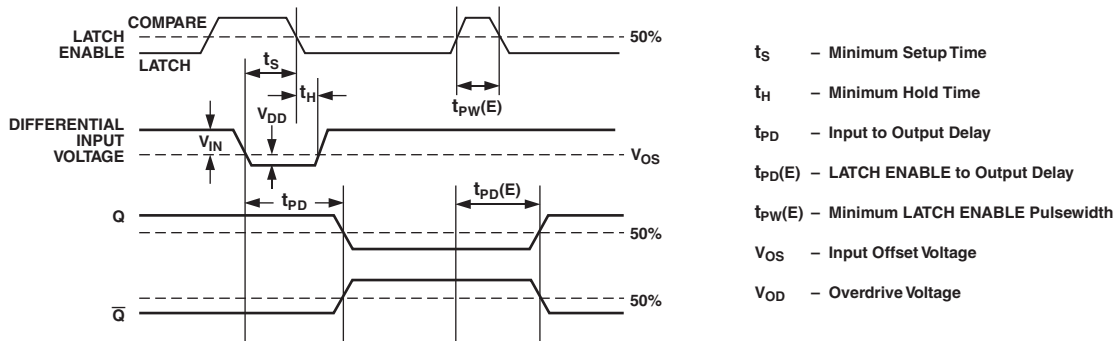 COMPARE
LATCH
ENABLE
LATCH
50%
tS
tH
VDD
tPW(E)
DIFFERENTIAL
INPUT
VOLTAGE
VIN
VOS
tPD
tPD(E)
Q
50%
Q̅
50%
tS – Minimum Setup Time
tH – Minimum Hold Time
tPD – Input to Output Delay
tPD(E) – LATCH ENABLE to Output Delay
tPW(E) – Minimum LATCH ENABLE Pulsewidth
VOS – Input Offset Voltage
VOD – Overdrive Voltage